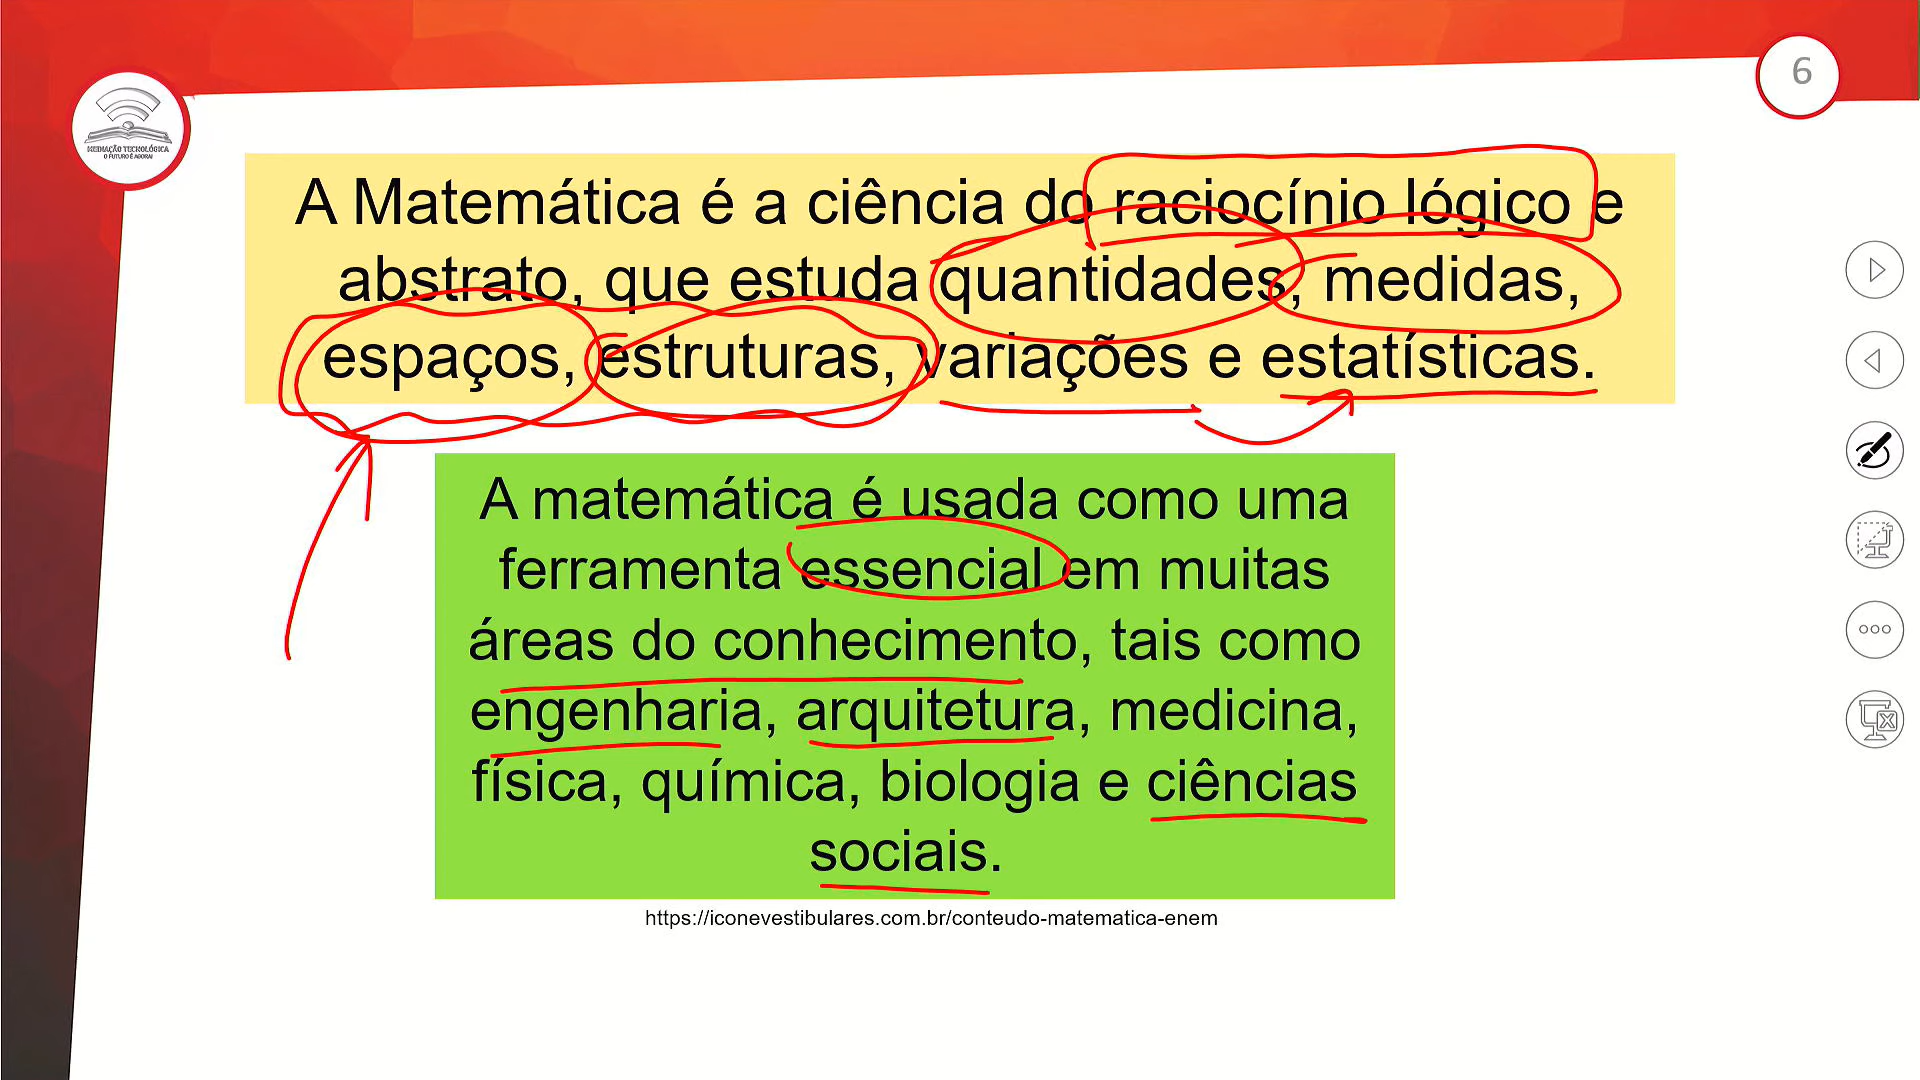 6
MEDIAÇÃO TECNOLÓGICA
O FUTURO É AGORA!
A Matemática é a ciência do raciocínio lógico e
abstrato, que estuda quantidades, medidas,
espaços, estruturas, variações e estatísticas.
A matemática é usada como uma
ferramenta essencial em muitas
áreas do conhecimento, tais como
engenharia, arquitetura, medicina,
física, química, biologia e ciências
sociais.
https://iconevestibulares.com.br/conteudo-matematica-enem